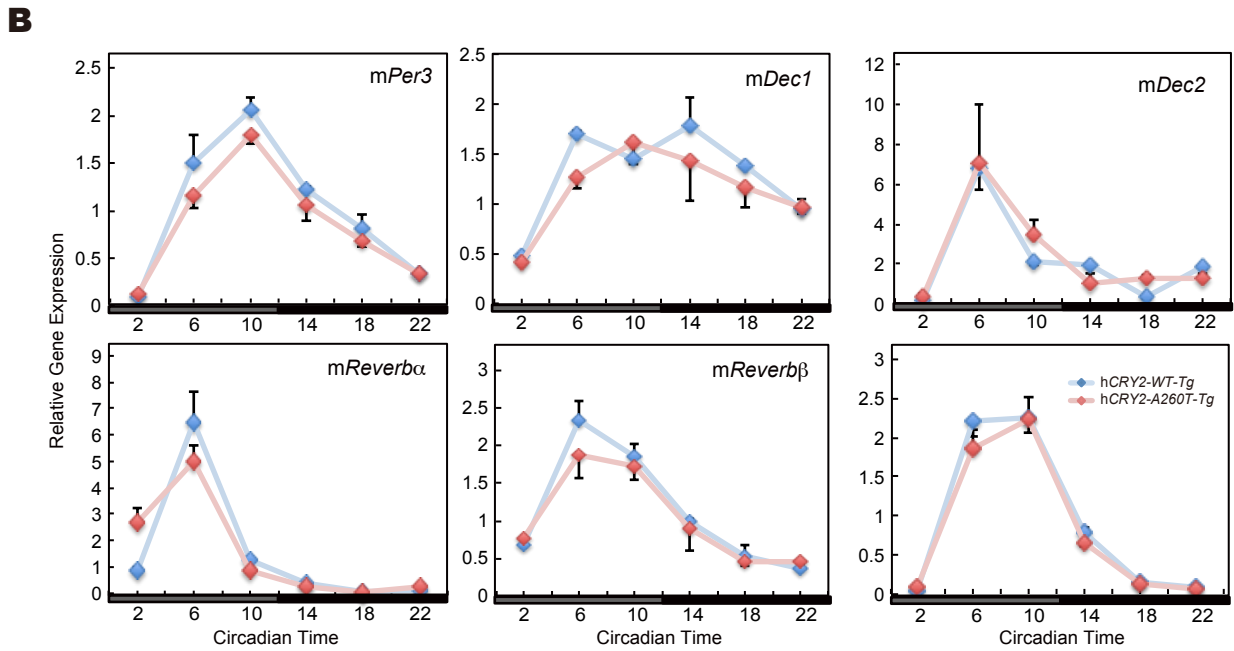 B
Relative Gene Expression
mPer3
2.5
2
1.5
1
0.5
0
2 6 10 14 18 22
mDec1
2.5
2
1.5
1
0.5
0
2 6 10 14 18 22
mDec2
12
10
8
6
4
2
0
2 6 10 14 18 22
mReverbα
9
8
7
6
5
4
3
2
1
0
2 6 10 14 18 22
Circadian Time
mReverbβ
3
2.5
2
1.5
1
0.5
0
2 6 10 14 18 22
Circadian Time
hCRY2-WT-Tg
hCRY2-A260T-Tg
3
2.5
2
1.5
1
0.5
0
2 6 10 14 18 22
Circadian Time